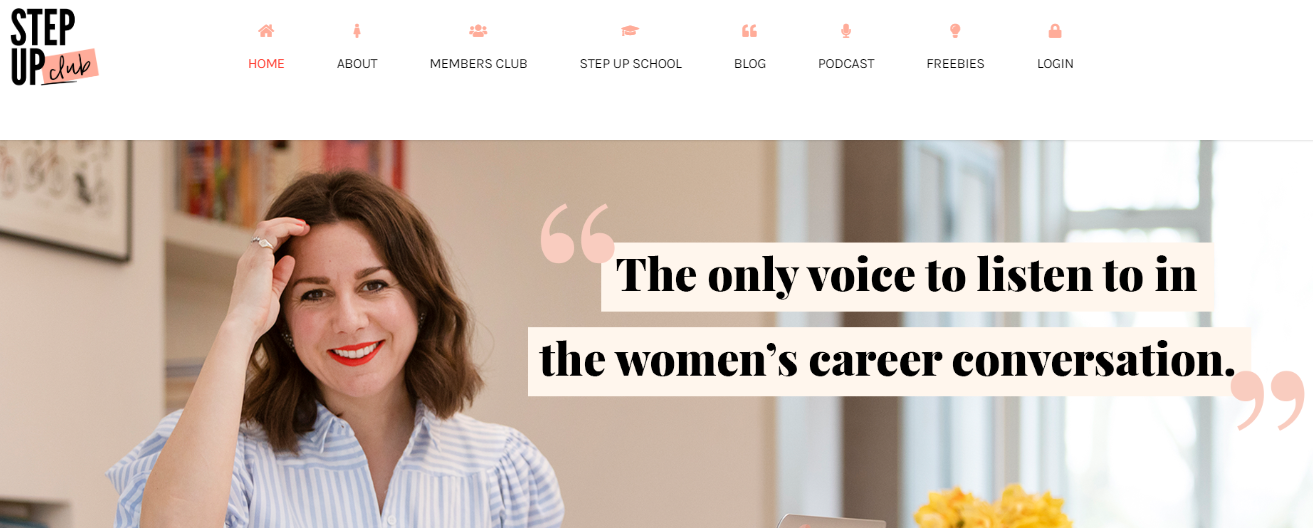 STEP
UP club
HOME
ABOUT
MEMBERS CLUB
STEP UP SCHOOL
BLOG
PODCAST
FREEBIES
LOGIN
“The only voice to listen to in
the women’s career conversation.”